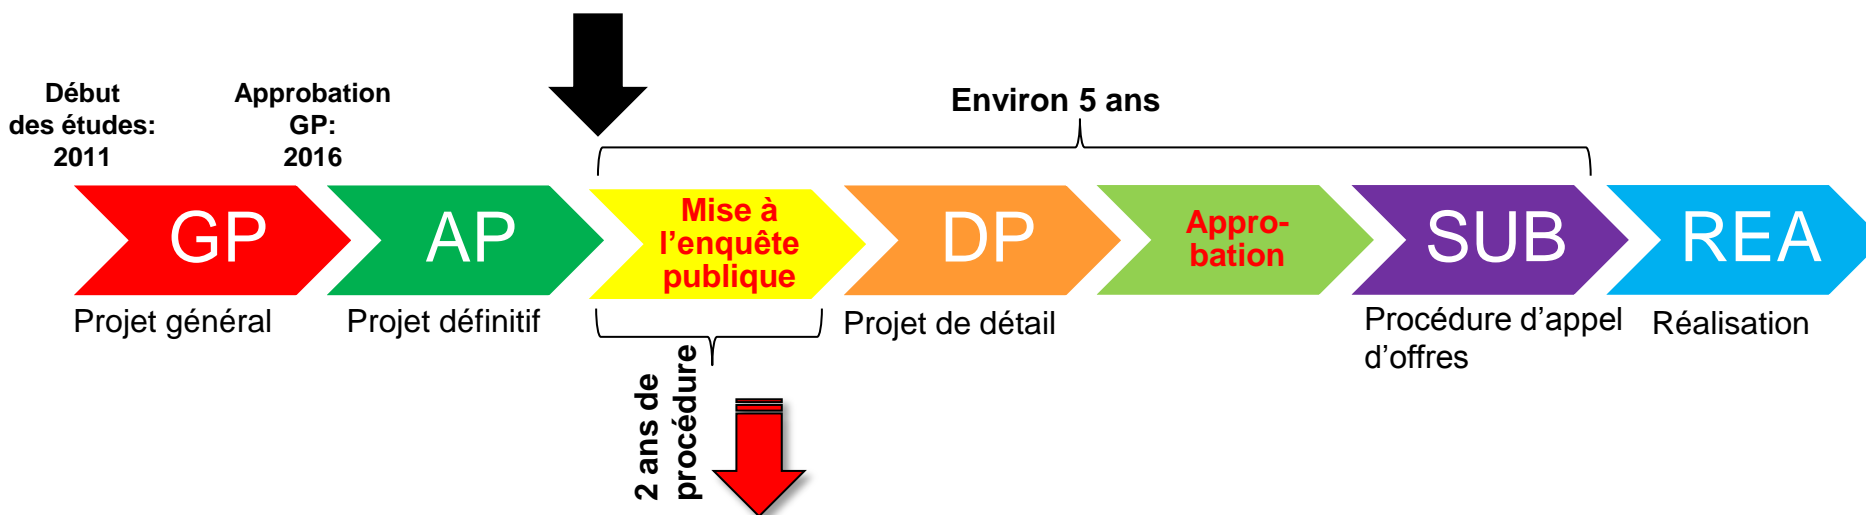 Début
des études:
2011
Approbation
GP:
2016
Environ 5 ans
GP
AP
Mise à
l’enquête
publique
DP
Appro-
bation
SUB
REA
Projet général
Projet définitif
Projet de détail
Procédure d’appel
d’offres
Réalisation
2 ans de
procédure